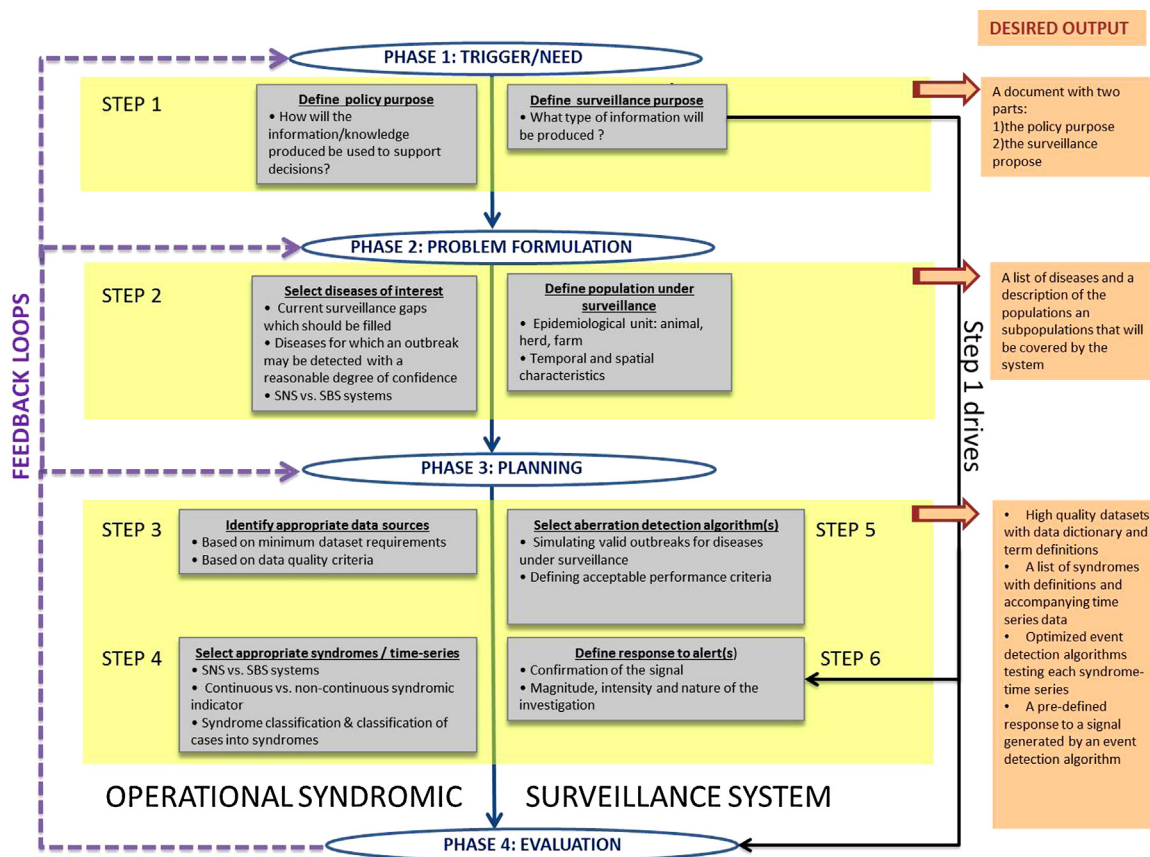 DESIRED OUTPUT
PHASE 1: TRIGGER/NEED
STEP 1
Define policy purpose
• How will the
information/knowledge
produced be used to support
decisions?
Define surveillance purpose
• What type of information will
be produced ?
A document with two
parts:
1)the policy purpose
2)the surveillance
propose
PHASE 2: PROBLEM FORMULATION
STEP 2
Select diseases of interest
• Current surveillance gaps
which should be filled
• Diseases for which an outbreak
may be detected with a
reasonable degree of confidence
• SNS vs. SBS systems
Define population under
surveillance
• Epidemiological unit: animal,
herd, farm
• Temporal and spatial
characteristics
A list of diseases and a
description of the
populations an
subpopulations that will
be covered by the
system
FEEDBACK LOOPS
Step 1 drives
PHASE 3: PLANNING
STEP 3
Identify appropriate data sources
• Based on minimum dataset requirements
• Based on data quality criteria
Select aberration detection algorithm(s)
• Simulating valid outbreaks for diseases
under surveillance
• Defining acceptable performance criteria
STEP 5
STEP 4
Select appropriate syndromes / time-series
• SNS vs. SBS systems
• Continuous vs. non-continuous syndromic
indicator
• Syndrome classification & classification of
cases into syndromes
Define response to alert(s)
• Confirmation of the signal
• Magnitude, intensity and nature of the
investigation
STEP 6
• High quality datasets
with data dictionary and
term definitions
• A list of syndromes
with definitions and
accompanying time
series data
• Optimized event
detection algorithms
testing each syndrome-
time series
• A pre-defined
response to a signal
generated by an event
detection algorithm
OPERATIONAL SYNDROMIC SURVEILLANCE SYSTEM
PHASE 4: EVALUATION